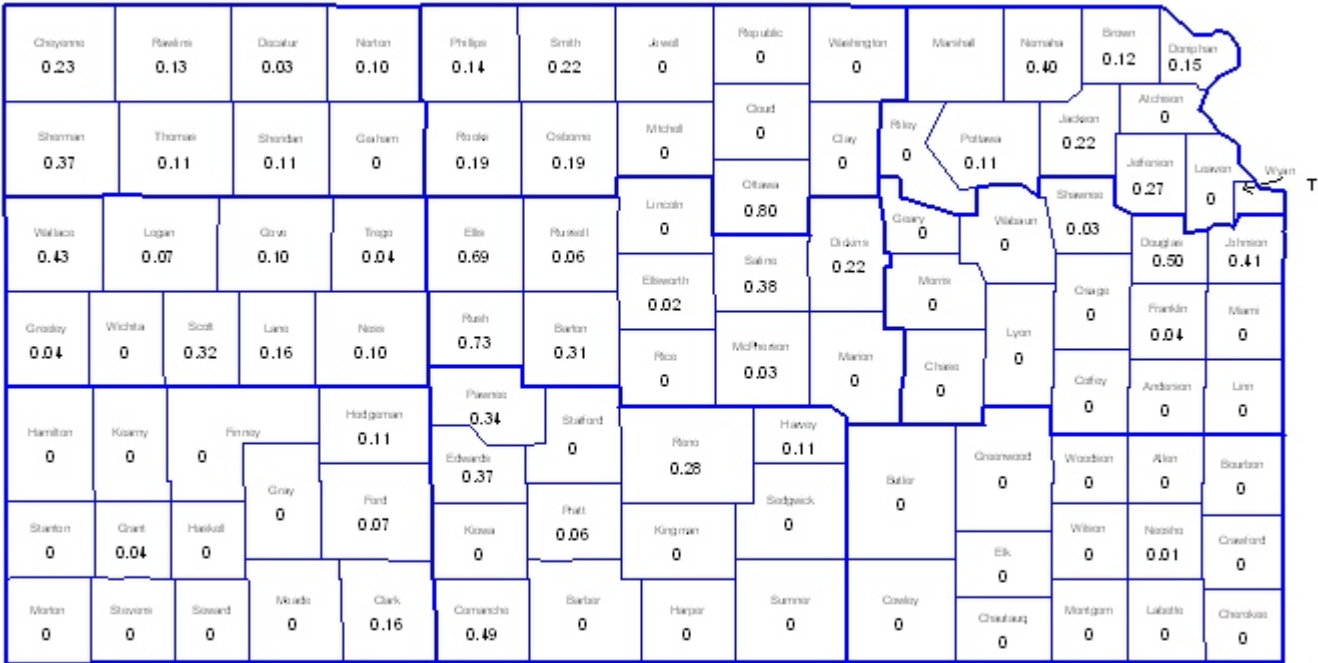 Cheyenne Rawlins Decatur Norton Phillips Smith Jewell Republic Washington Marshall Nemaha Brown Doniphan
0.23 0.13 0.03 0.10 0.14 0.22 0 0 0 0.40 0.12 0.15
Sherman Thomas Sheridan Graham Rooks Osborne Mitchell Cloud Clay Riley Pottawa Jackson Atchison
0.37 0.11 0.11 0 0.19 0.19 0 0 0 0 0.11 0.22 0
Jefferson Leaven Wyan T
0.27 0
Wallace Logan Gove Trego Ellis Russell Lincoln Ottawa Dickins Geary Wabaun Shawnee Douglas Johnson
0.43 0.07 0.10 0.04 0.69 0.06 0 0.80 0.22 0 0 0.03 0.50 0.41
Ellsworth Saline Morris Osage Franklin Miami
0.02 0.38 0 0 0.04 0
Greeley Wichita Scott Lane Ness Rush Barton Rice McPherson Marion Chase Lyon Coffey Anderson Linn
0.04 0 0.32 0.16 0.10 0.73 0.31 0 0.03 0 0 0 0 0 0
Hamilton Kearny Finney Hodgeman Pawnee Stafford Reno Harvey
0 0 0 0.11 0.34 0 0.28 0.11
Gray Ford Edwards Sedgwick Butler Greenwood Woodson Allen Bourbon
0 0.07 0.37 0 0 0 0 0 0
Stanton Grant Haskell Kiowa Pratt Kingman Elk Wilson Neosho Crawford
0 0.04 0 0 0.06 0 0 0 0.01 0
Morton Stevens Seward Meade Clark Comanche Barber Harper Sumner Cowley Chautauq Montgom Labette Cherokee
0 0 0 0 0.16 0.49 0 0 0 0 0 0 0 0